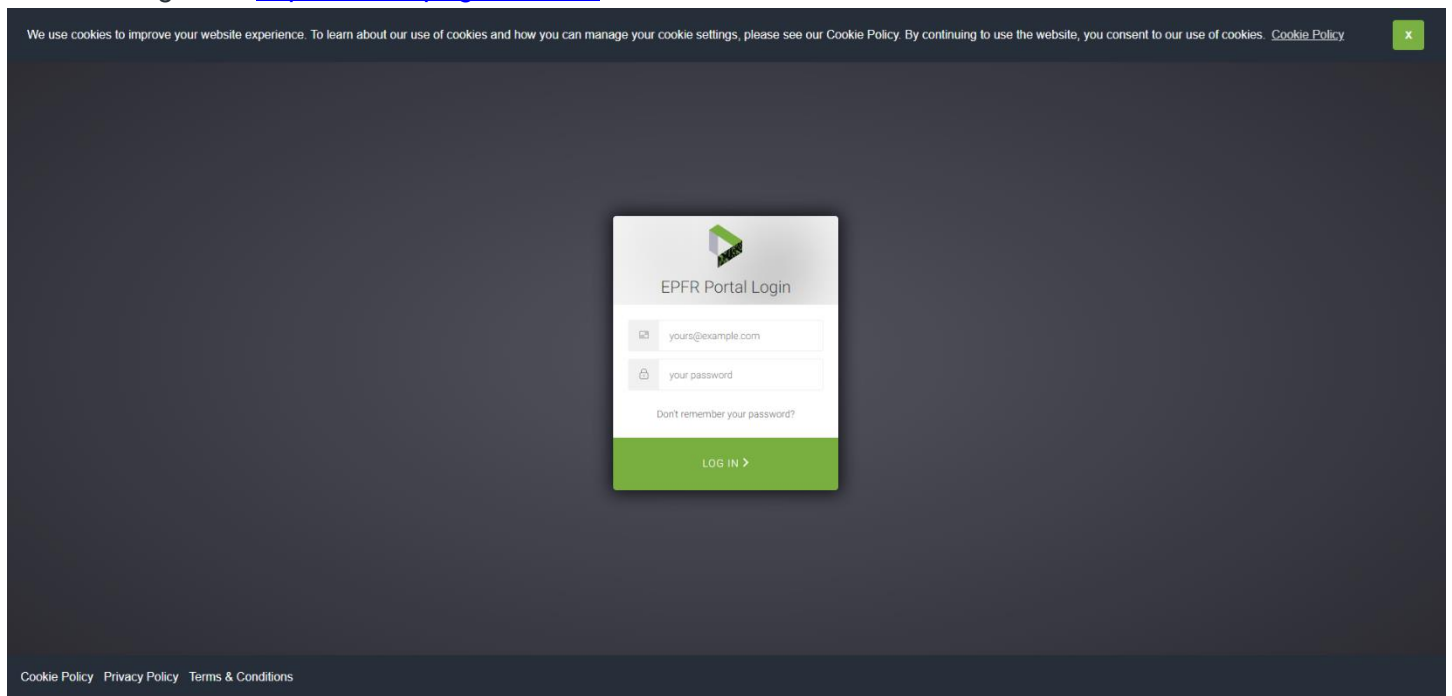 We use cookies to improve your website experience. To learn about our use of cookies and how you can manage your cookie settings, please see our Cookie Policy. By continuing to use the website, you consent to our use of cookies. Cookie Policy
x
EPFR Portal Login
yours@example.com
your password
Don't remember your password?
LOG IN >
Cookie Policy Privacy Policy Terms & Conditions